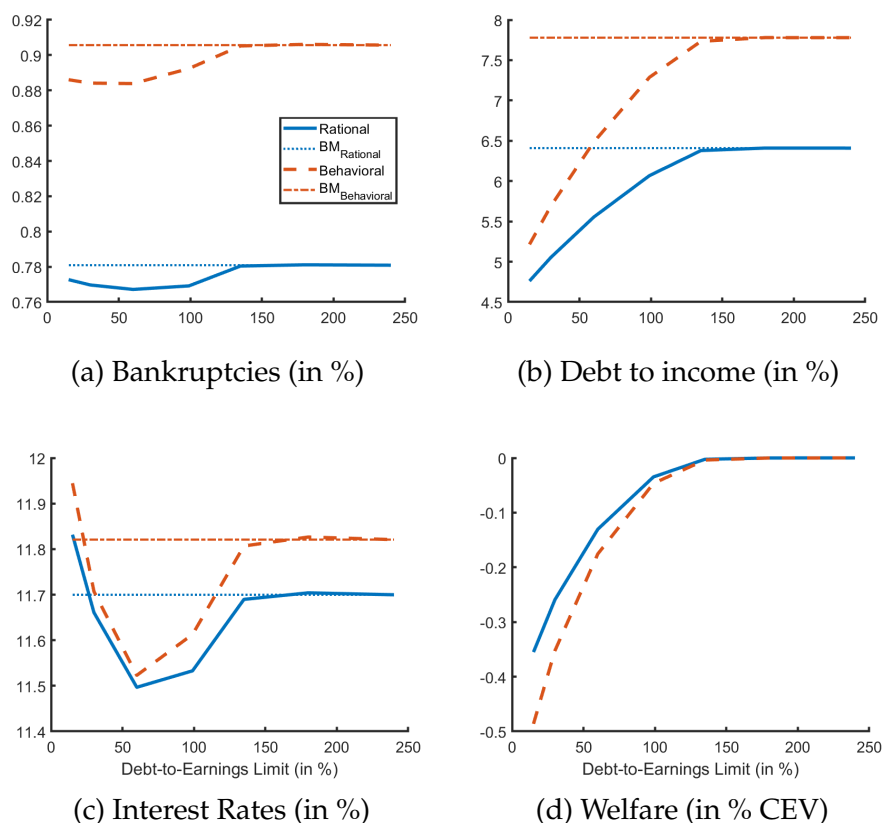 0.92
0.9
0.88
0.86
0.84
0.82
0.8
0.78
0.76
0 50 100 150 200 250
Rational
BM_Rational
Behavioral
BM_Behavioral
(a) Bankruptcies (in %)
8
7.5
7
6.5
6
5.5
5
4.5
0 50 100 150 200 250
(b) Debt to income (in %)
12
11.9
11.8
11.7
11.6
11.5
11.4
0 50 100 150 200 250
Debt-to-Earnings Limit (in %)
(c) Interest Rates (in %)
0
-0.1
-0.2
-0.3
-0.4
-0.5
0 50 100 150 200 250
Debt-to-Earnings Limit (in %)
(d) Welfare (in % CEV)